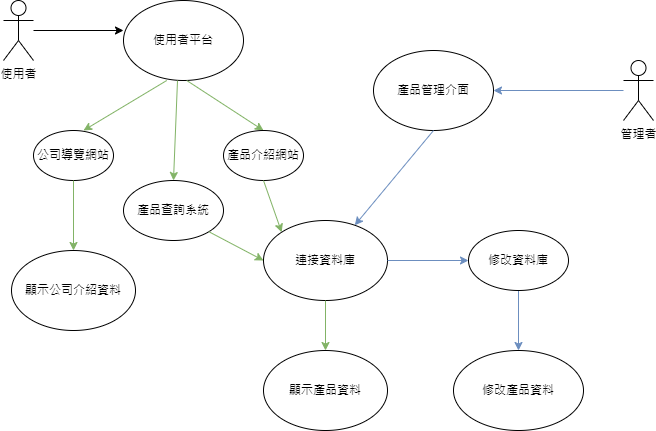 使用者平台
使用者
產品管理介面
管理者
公司導覽網站
產品介紹網站
產品查詢系統
連接資料庫
修改資料庫
顯示公司介紹資料
顯示產品資料
修改產品資料